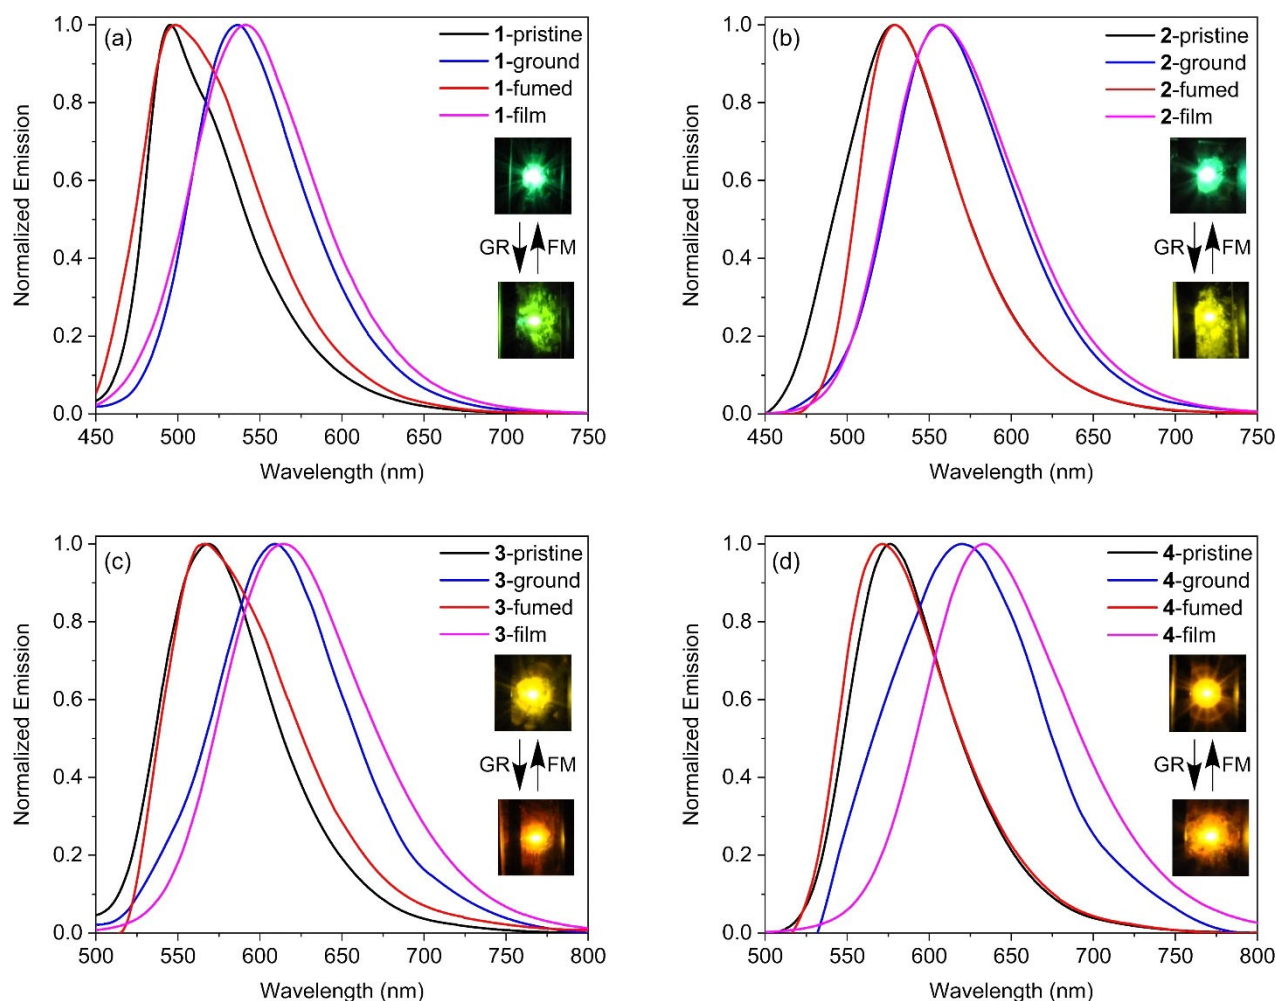 (a)
1-pristine
1-ground
1-fumed
1-film
GR FM
Normalized Emission
1.0
0.8
0.6
0.4
0.2
0.0
450 500 550 600 650 700 750
Wavelength (nm)
(b)
2-pristine
2-ground
2-fumed
2-film
GR FM
Normalized Emission
1.0
0.8
0.6
0.4
0.2
0.0
450 500 550 600 650 700 750
Wavelength (nm)
(c)
3-pristine
3-ground
3-fumed
3-film
GR FM
Normalized Emission
1.0
0.8
0.6
0.4
0.2
0.0
500 550 600 650 700 750 800
Wavelength (nm)
(d)
4-pristine
4-ground
4-fumed
4-film
GR FM
Normalized Emission
1.0
0.8
0.6
0.4
0.2
0.0
500 550 600 650 700 750 800
Wavelength (nm)